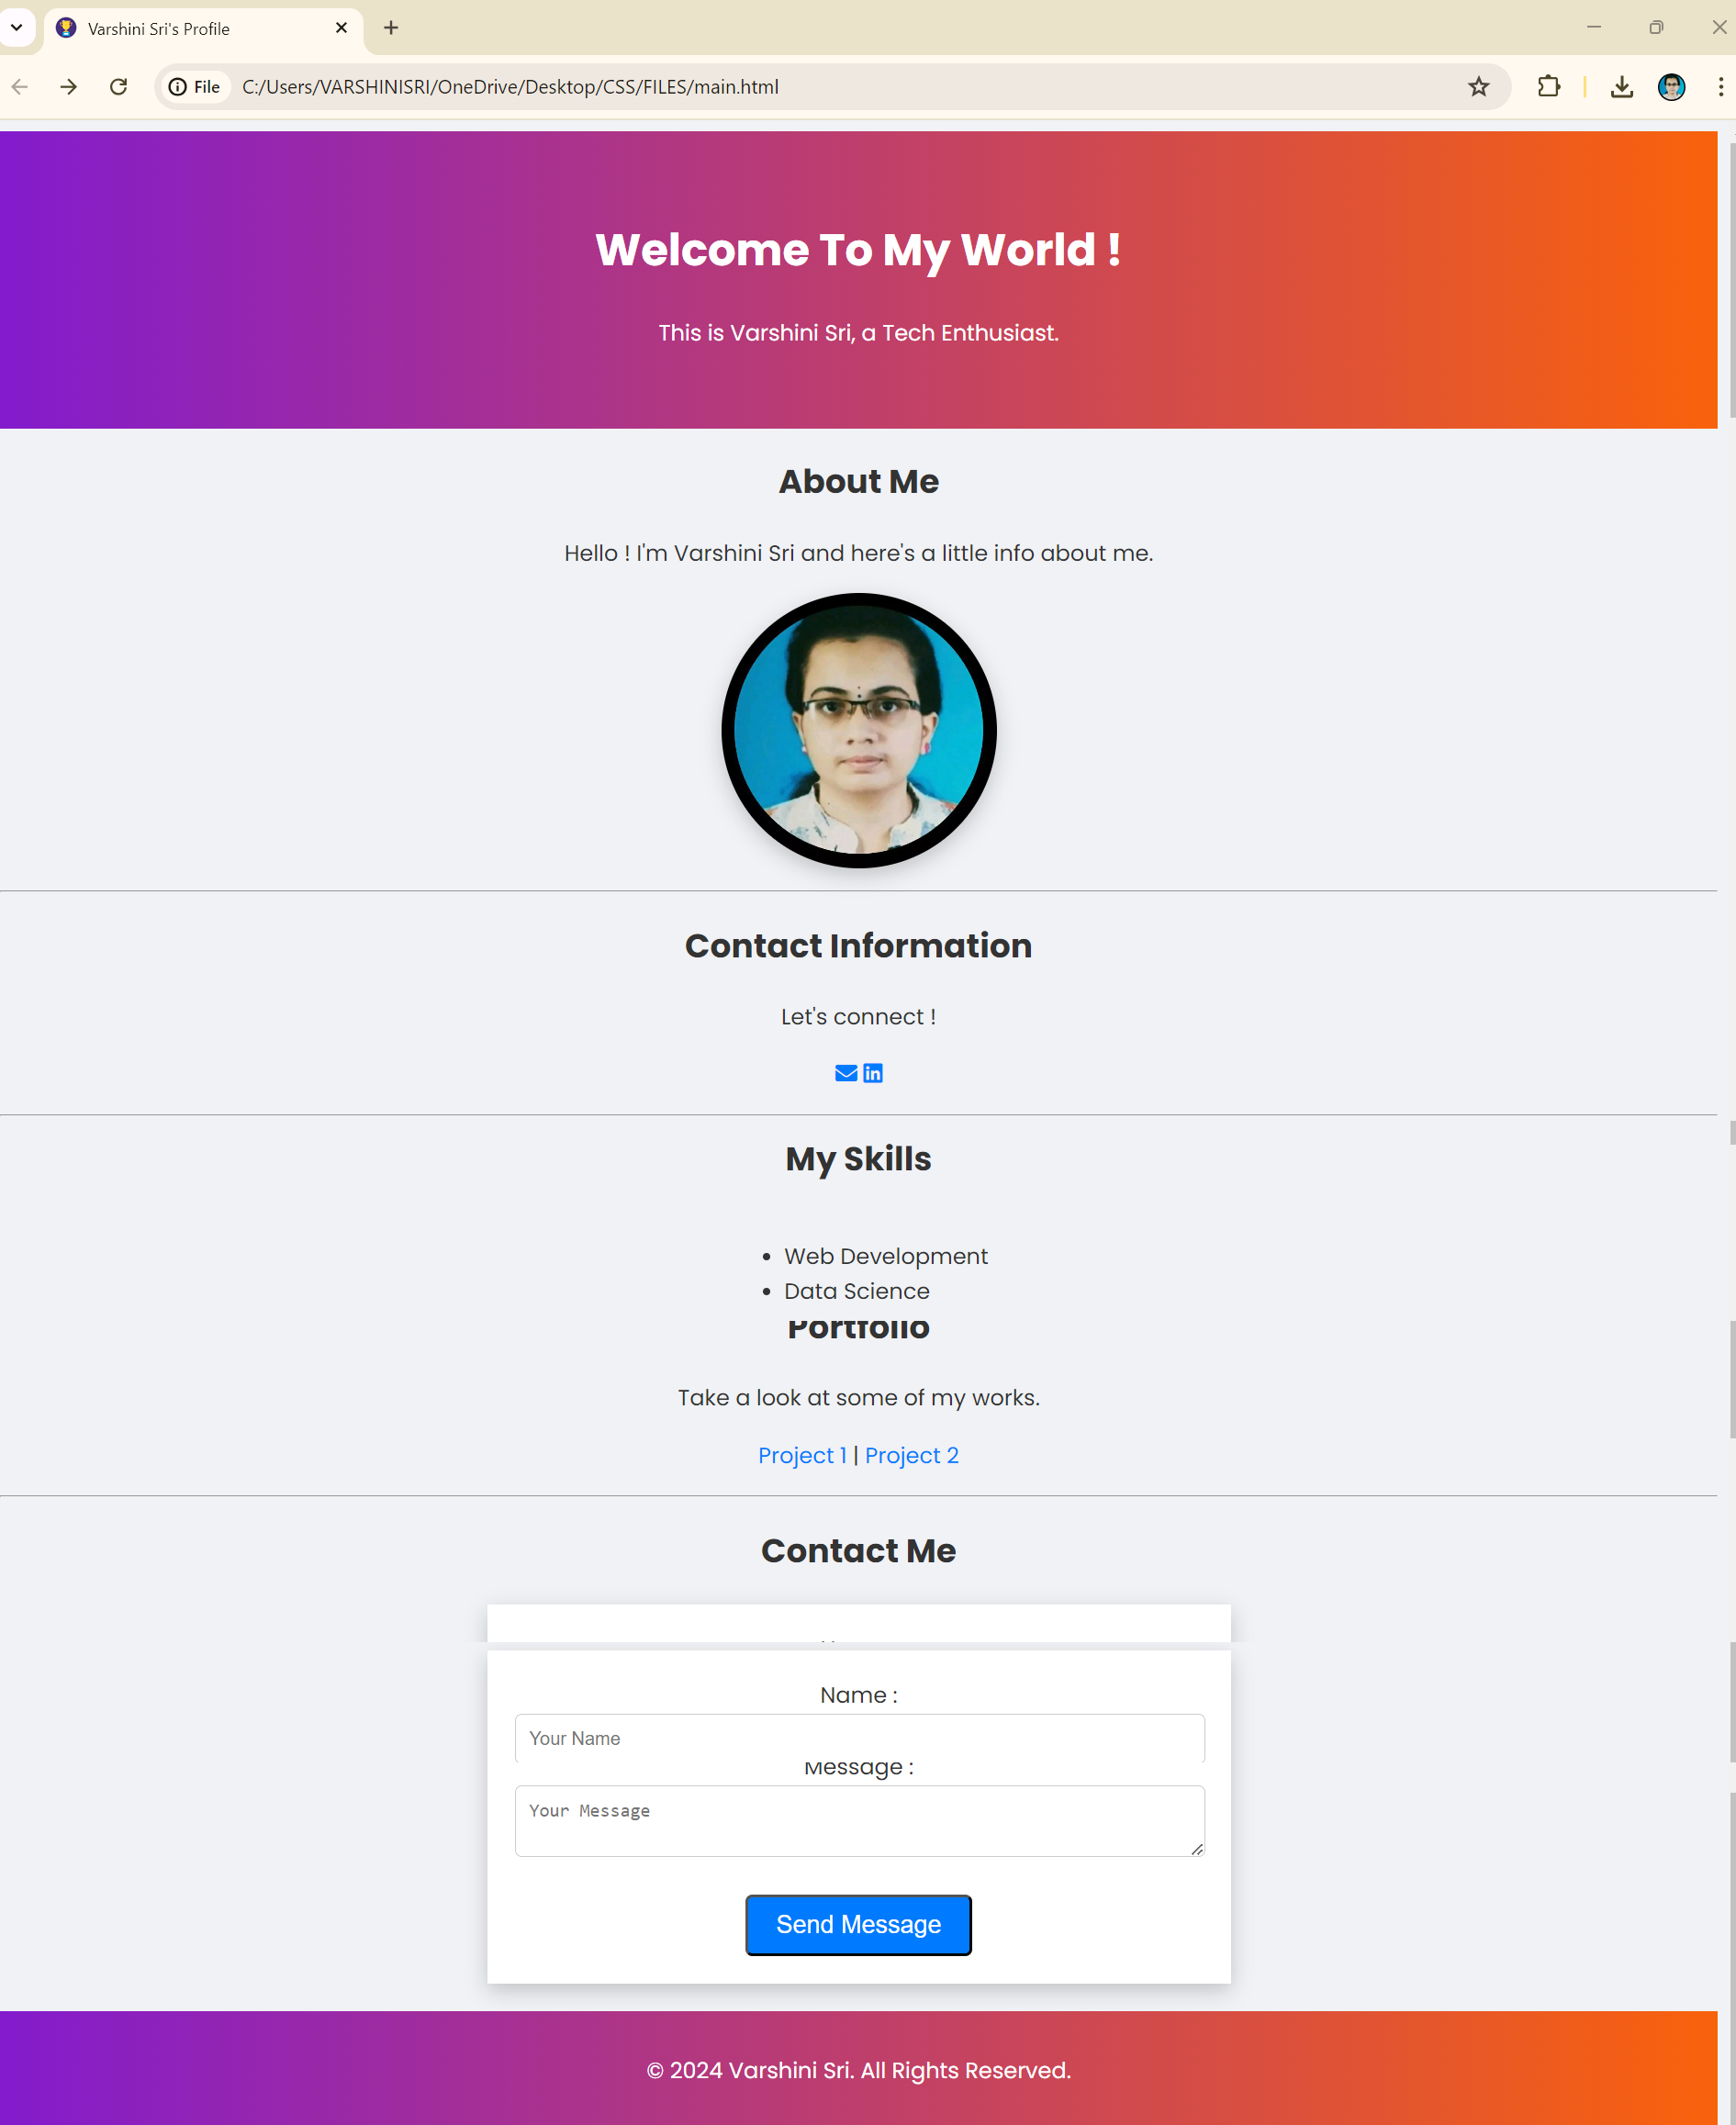 Varshini Sri's Profile
File C:/Users/VARSHINISRI/OneDrive/Desktop/CSS/FILES/main.html
Welcome To My World !
This is Varshini Sri, a Tech Enthusiast.
About Me
Hello ! I'm Varshini Sri and here's a little info about me.
Contact Information
Let's connect !
in
My Skills
• Web Development
• Data Science
Portfolio
Take a look at some of my works.
Project 1 | Project 2
Contact Me
Name :
Your Name
Message :
Your Message
Send Message
© 2024 Varshini Sri. All Rights Reserved.